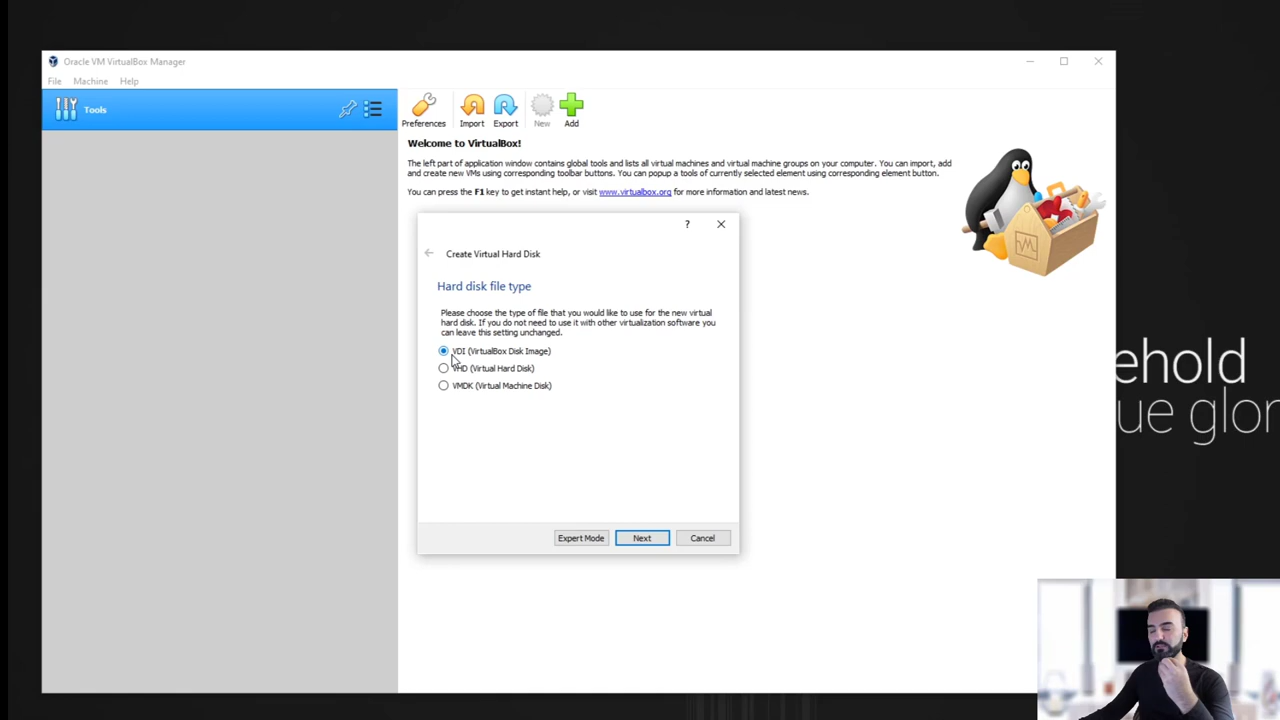 Oracle VM VirtualBox Manager
File Machine Help
Tools
Preferences Import Export New Add
Welcome to VirtualBox!
The left part of application window contains global tools and lists all virtual machines and virtual machine groups on your computer. You can import, add
and create new VMs using corresponding toolbar buttons. You can popup a tools of currently selected element using corresponding element button.
You can press the F1 key to get instant help, or visit www.virtualbox.org for more information and latest news.
?
Create Virtual Hard Disk
Hard disk file type
Please choose the type of file that you would like to use for the new virtual
hard disk. If you do not need to use it with other virtualization software you
can leave this setting unchanged.
VDI (VirtualBox Disk Image)
VHD (Virtual Hard Disk)
VMDK (Virtual Machine Disk)
Expert Mode Next Cancel
ehold
ue glor